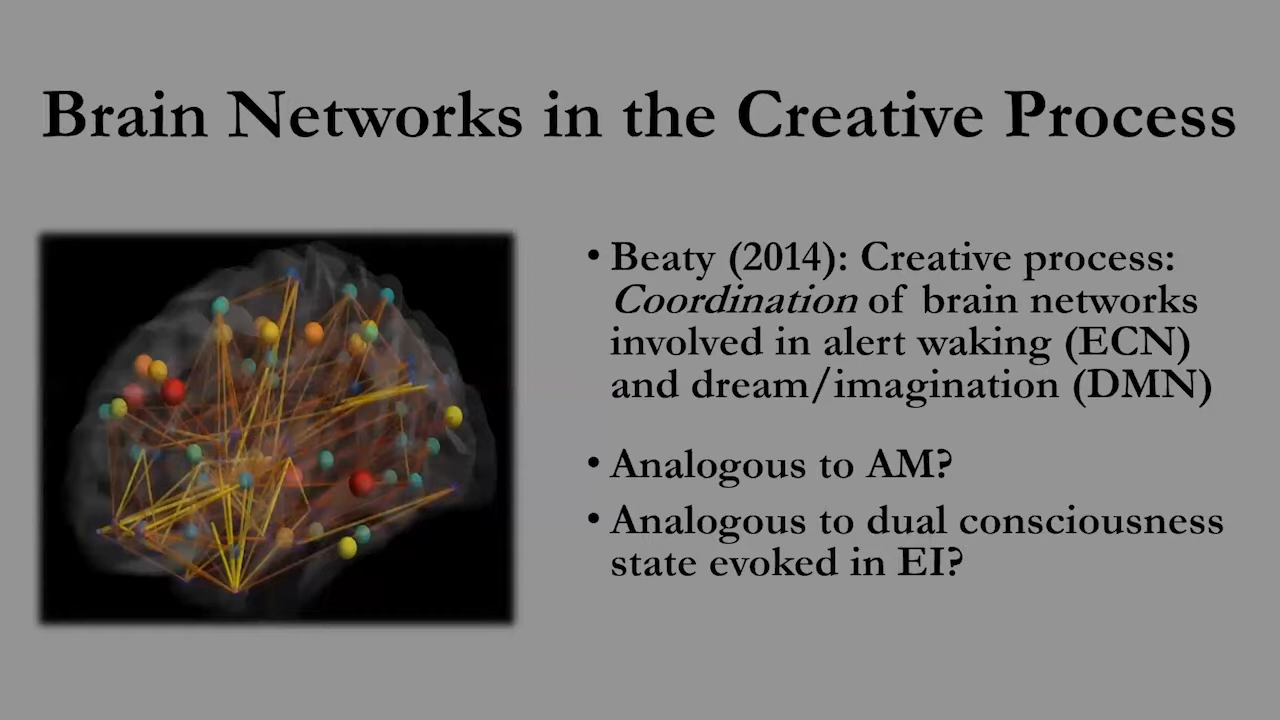 Brain Networks in the Creative Process
• Beaty (2014): Creative process:
Coordination of brain networks
involved in alert waking (ECN)
and dream/imagination (DMN)
• Analogous to AM?
• Analogous to dual consciousness
state evoked in EI?